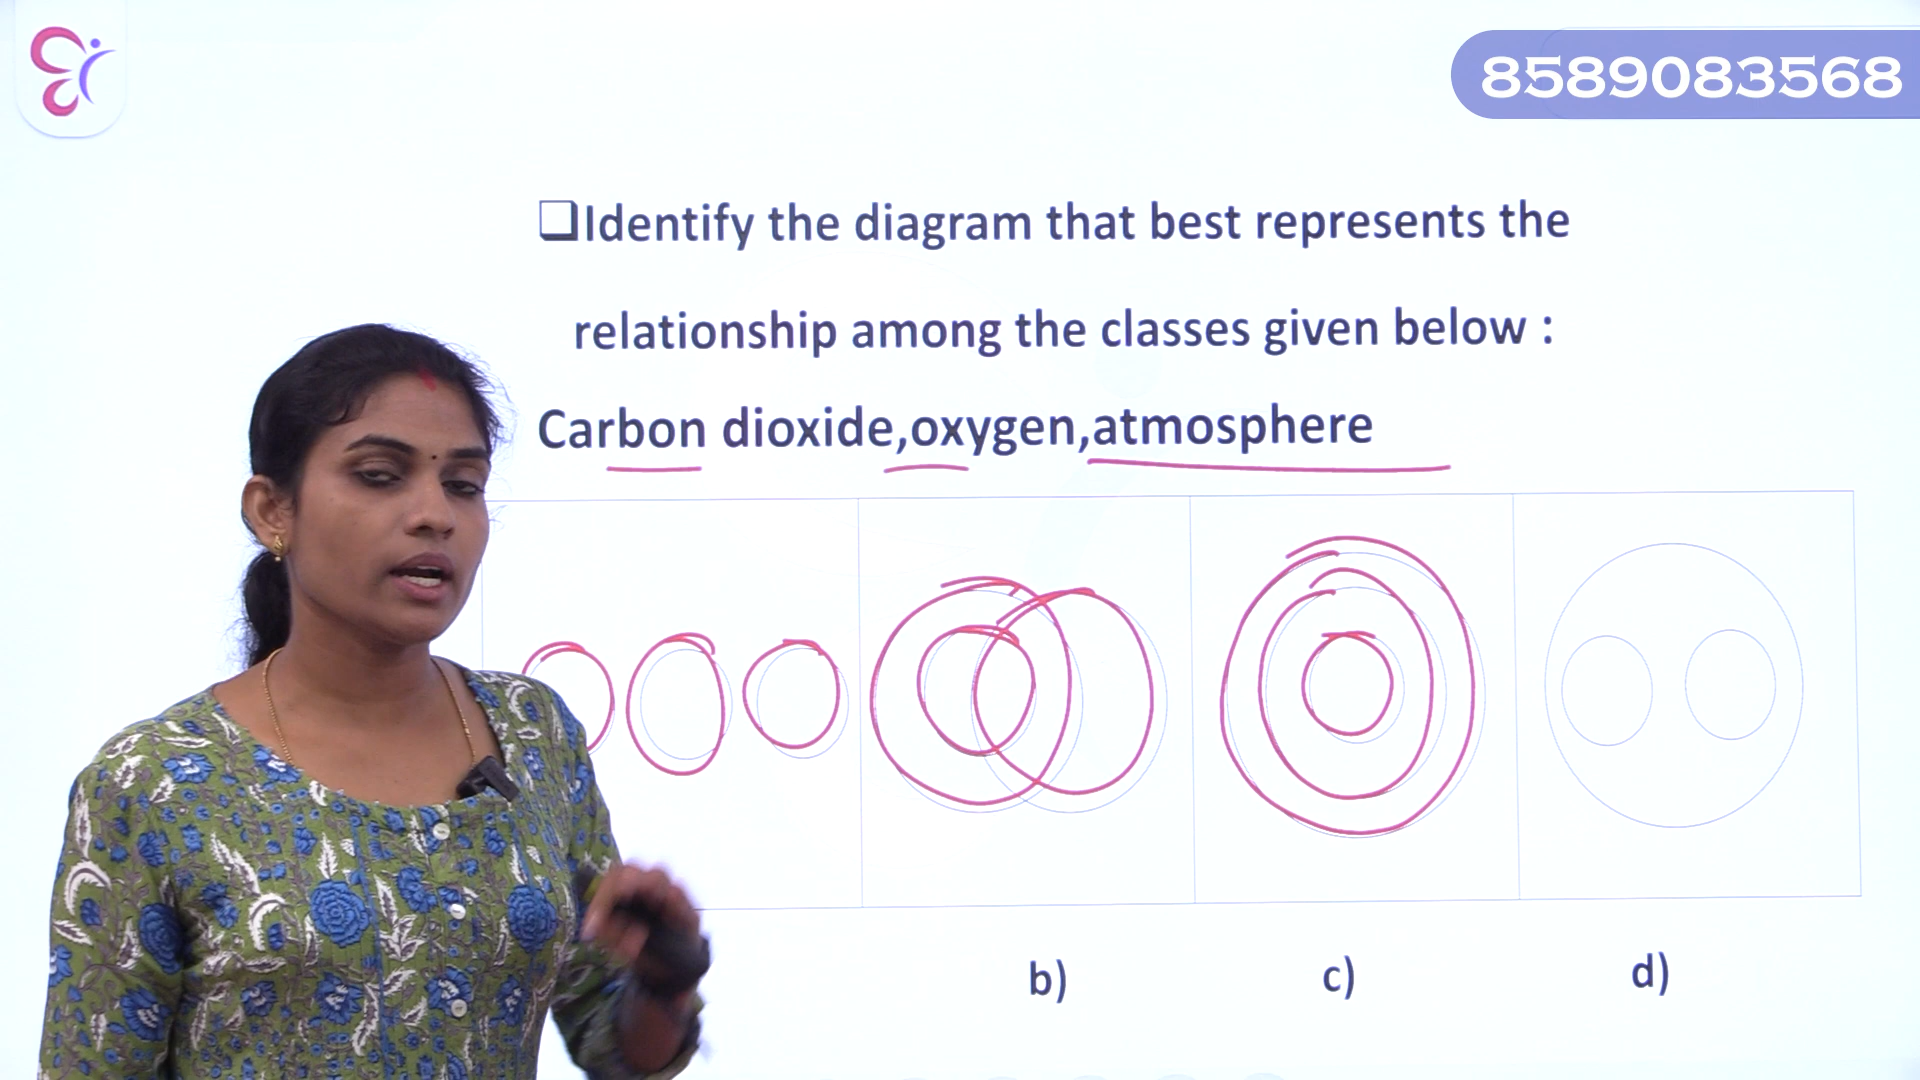 8589083568
❑Identify the diagram that best represents the
relationship among the classes given below :
Carbon dioxide,oxygen,atmosphere
b) c) d)